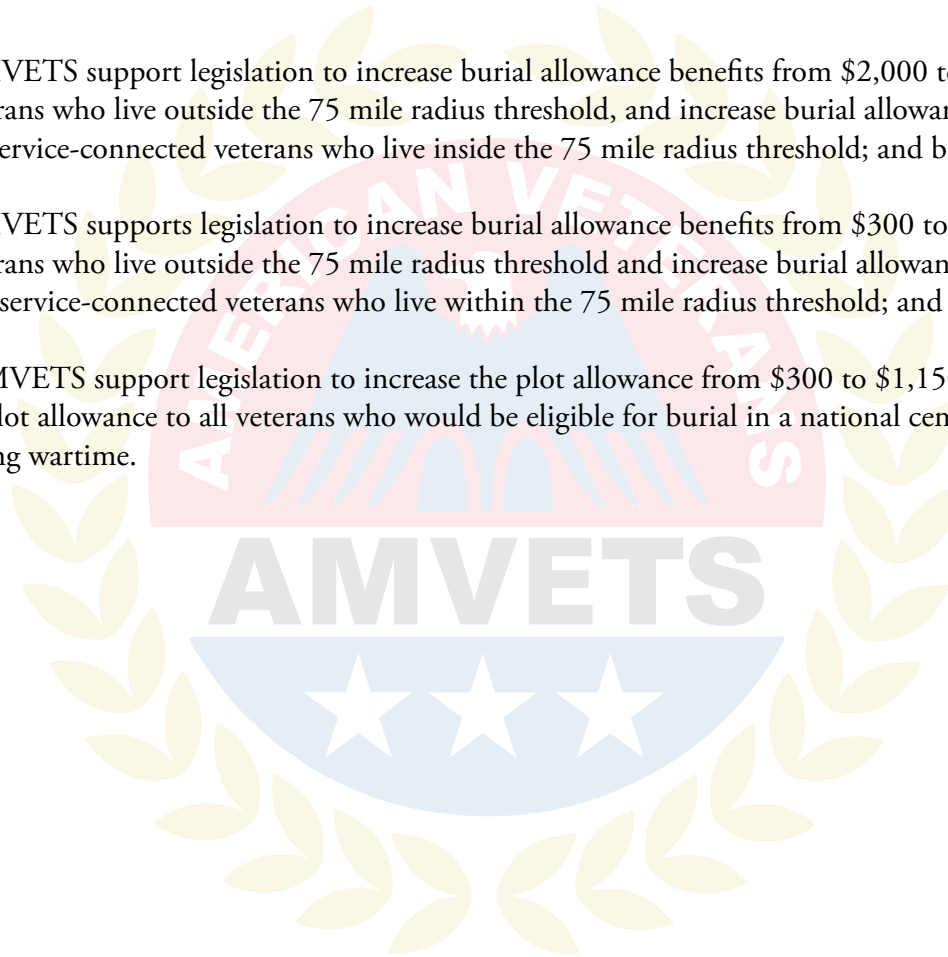 VETS support legislation to increase burial allowance benefits from $2,000 t
rans who live outside the 75 mile radius threshold, and increase burial allowan
ervice-connected veterans who live inside the 75 mile radius threshold; and b
VETS supports legislation to increase burial allowance benefits from $300 to
rans who live outside the 75 mile radius threshold and increase burial allowan
service-connected veterans who live within the 75 mile radius threshold; and
MVETS support legislation to increase the plot allowance from $300 to $1,15
lot allowance to all veterans who would be eligible for burial in a national cem
ng wartime.
AMERICAN VETERANS
AMVETS